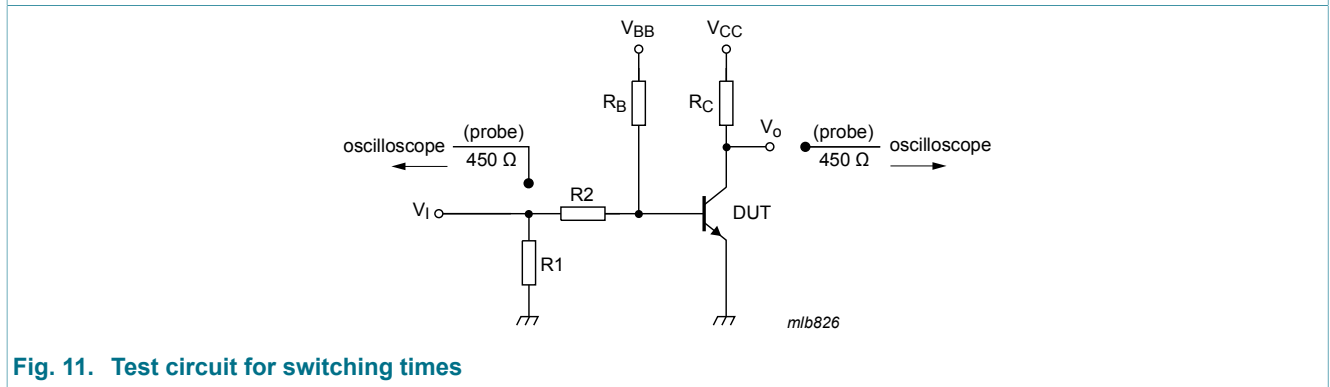 VBB
VCC
RB
RC
Vo
(probe)
450 Ω
oscilloscope
(probe)
450 Ω
oscilloscope
R2
VI
DUT
R1
mlb826
Fig. 11. Test circuit for switching times